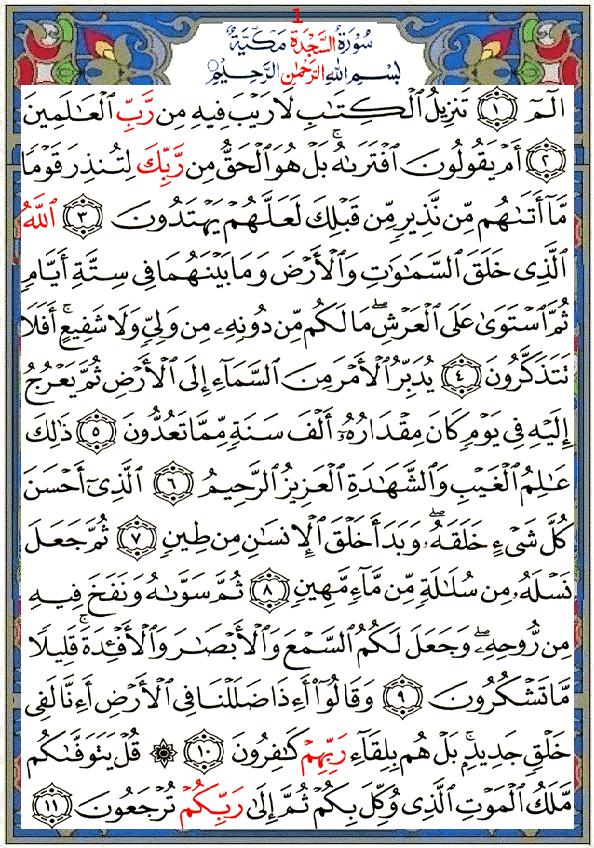 1
سُورَةُ السَّجْدَةِ مَكِّيَّةٌ
بِسْمِ اللَّهِ الرَّحْمَٰنِ الرَّحِيمِ
الٓمٓ ﴿١﴾ تَنزِيلُ ٱلْكِتَٰبِ لَا رَيْبَ فِيهِ مِن رَّبِّ ٱلْعَٰلَمِينَ
﴿٢﴾ أَمْ يَقُولُونَ ٱفْتَرَىٰهُ ۚ بَلْ هُوَ ٱلْحَقُّ مِن رَّبِّكَ لِتُنذِرَ قَوْمًا
مَّآ أَتَىٰهُم مِّن نَّذِيرٍ مِّن قَبْلِكَ لَعَلَّهُمْ يَهْتَدُونَ ﴿٣﴾ ٱللَّهُ
ٱلَّذِى خَلَقَ ٱلسَّمَٰوَٰتِ وَٱلْأَرْضَ وَمَا بَيْنَهُمَا فِى سِتَّةِ أَيَّامٍ
ثُمَّ ٱسْتَوَىٰ عَلَى ٱلْعَرْشِ ۖ مَا لَكُم مِّن دُونِهِۦ مِن وَلِىٍّ وَلَا شَفِيعٍ ۚ أَفَلَا
تَتَذَكَّرُونَ ﴿٤﴾ يُدَبِّرُ ٱلْأَمْرَ مِنَ ٱلسَّمَآءِ إِلَى ٱلْأَرْضِ ثُمَّ يَعْرُجُ
إِلَيْهِ فِى يَوْمٍ كَانَ مِقْدَارُهُۥٓ أَلْفَ سَنَةٍ مِّمَّا تَعُدُّونَ ﴿٥﴾ ذَٰلِكَ
عَٰلِمُ ٱلْغَيْبِ وَٱلشَّهَٰدَةِ ٱلْعَزِيزُ ٱلرَّحِيمُ ﴿٦﴾ ٱلَّذِىٓ أَحْسَنَ
كُلَّ شَىْءٍ خَلَقَهُۥ ۖ وَبَدَأَ خَلْقَ ٱلْإِنسَٰنِ مِن طِينٍ ﴿٧﴾ ثُمَّ جَعَلَ
نَسْلَهُۥ مِن سُلَٰلَةٍ مِّن مَّآءٍ مَّهِينٍ ﴿٨﴾ ثُمَّ سَوَّىٰهُ وَنَفَخَ فِيهِ
مِن رُّوحِهِۦ ۖ وَجَعَلَ لَكُمُ ٱلسَّمْعَ وَٱلْأَبْصَٰرَ وَٱلْأَفْـِٔدَةَ ۚ قَلِيلًا
مَّا تَشْكُرُونَ ﴿٩﴾ وَقَالُوٓا۟ أَءِذَا ضَلَلْنَا فِى ٱلْأَرْضِ أَءِنَّا لَفِى
خَلْقٍ جَدِيدٍۭ ۚ بَلْ هُم بِلِقَآءِ رَبِّهِمْ كَٰفِرُونَ ﴿١٠﴾ ۞ قُلْ يَتَوَفَّىٰكُم
مَّلَكُ ٱلْمَوْتِ ٱلَّذِى وُكِّلَ بِكُمْ ثُمَّ إِلَىٰ رَبِّكُمْ تُرْجَعُونَ ﴿١١﴾